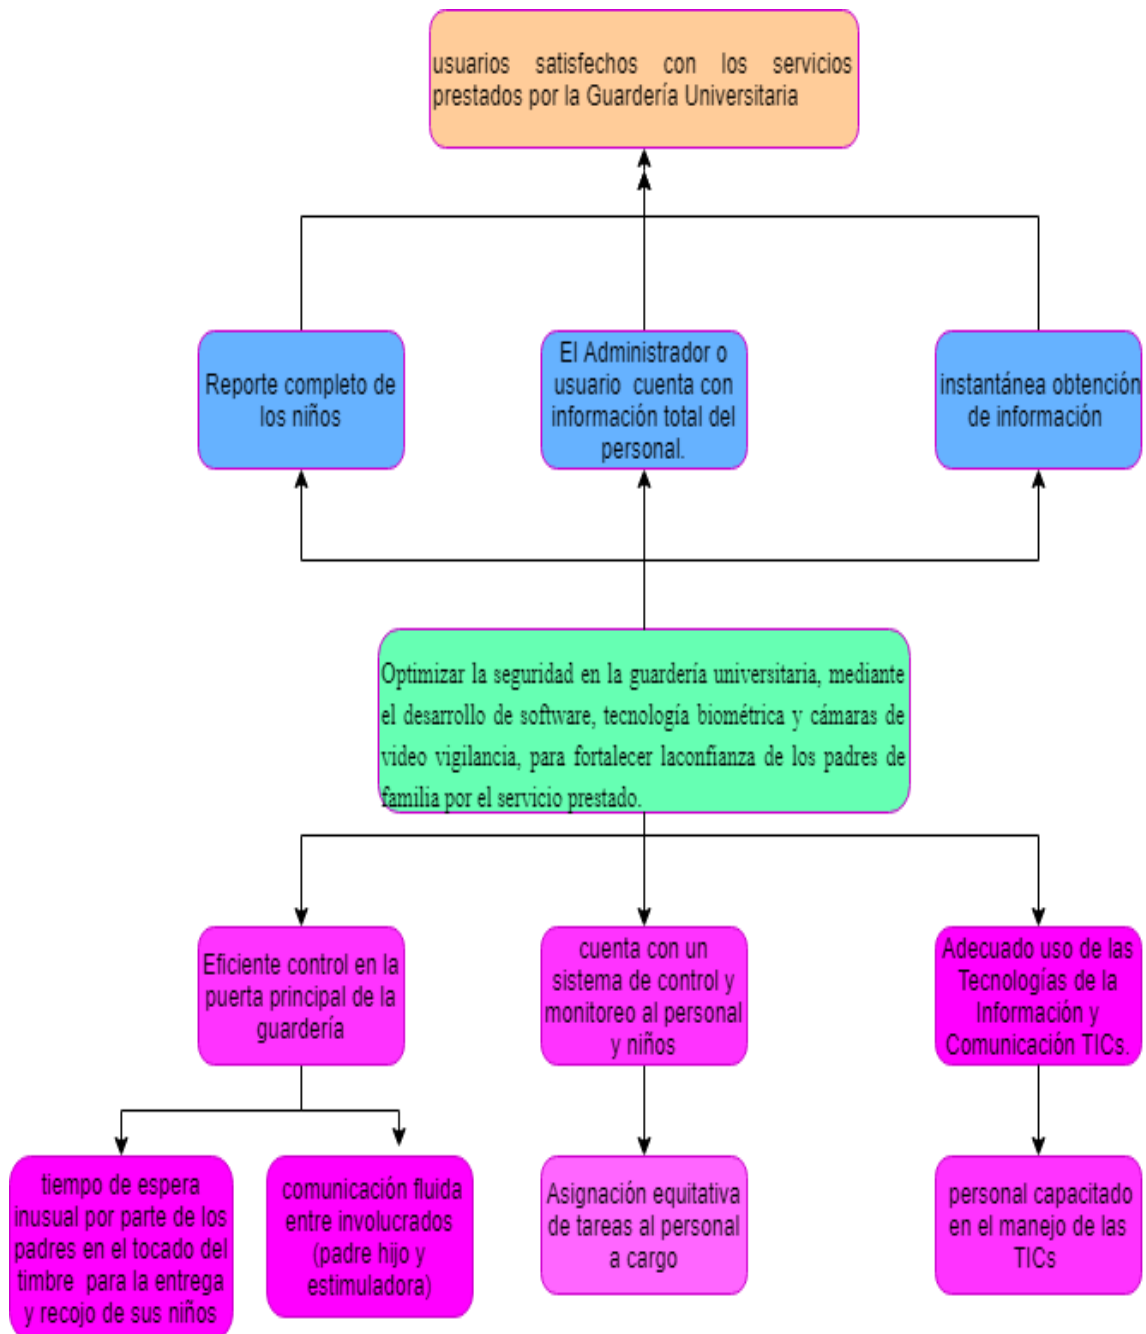 usuarios satisfechos con los servicios
prestados por la Guardería Universitaria
Reporte completo de
los niños
El Administrador o
usuario cuenta con
información total del
personal.
instantánea obtención
de información
Optimizar la seguridad en la guardería universitaria, mediante
el desarrollo de software, tecnología biométrica y cámaras de
video vigilancia, para fortalecer laconfianza de los padres de
familia por el servicio prestado.
Eficiente control en la
puerta principal de la
guardería
cuenta con un
sistema de control y
monitoreo al personal
y niños
Adecuado uso de las
Tecnologías de la
Información y
Comunicación TICs.
tiempo de espera
inusual por parte de los
padres en el tocado del
timbre para la entrega
y recojo de sus niños
comunicación fluida
entre involucrados
(padre hijo y
estimuladora)
Asignación equitativa
de tareas al personal
a cargo
personal capacitado
en el manejo de las
TICs